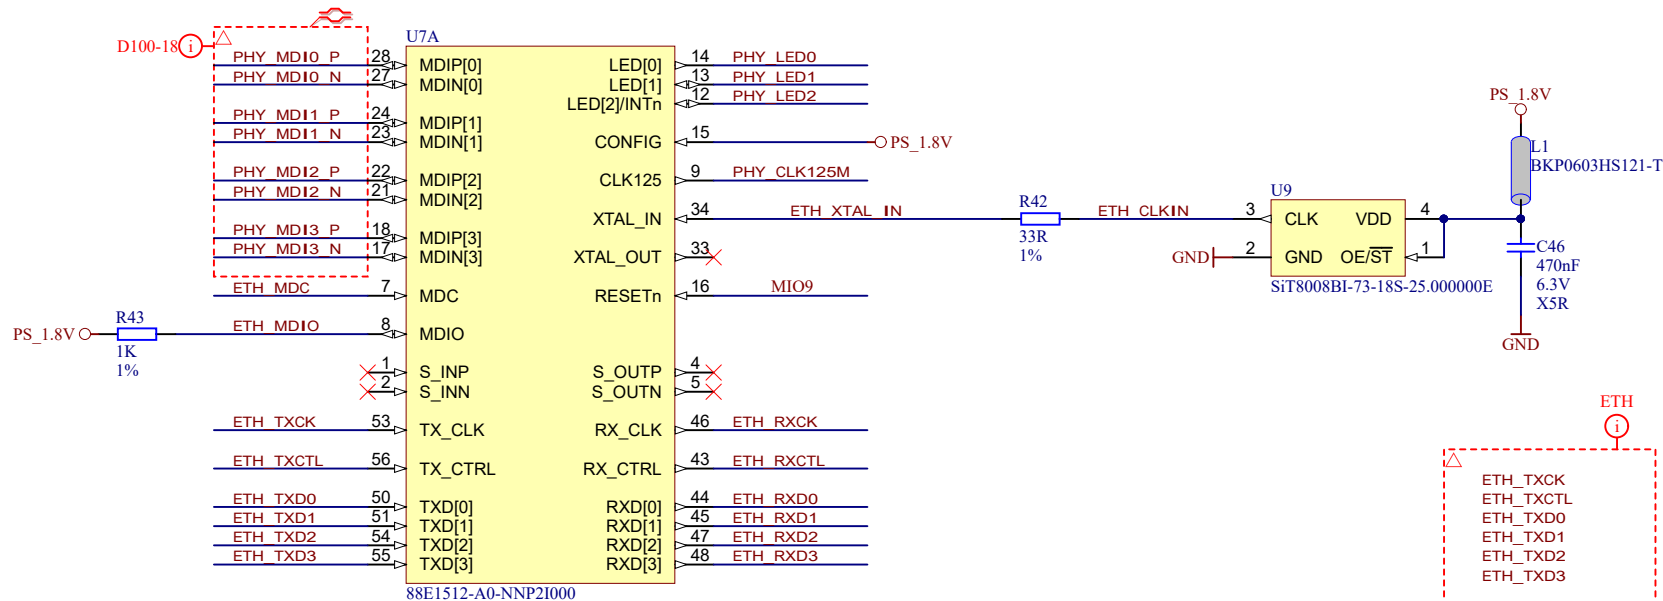 D100-18 i
U7A
PHY_MDI0_P 28 MDIP[0] LED[0] 14 PHY_LED0
PHY_MDI0_N 27 MDIN[0] LED[1] 13 PHY_LED1
LED[2]/INTn 12 PHY_LED2
PHY_MDI1_P 24 MDIP[1]
PHY_MDI1_N 23 MDIN[1] CONFIG 15 PS_1.8V
PHY_MDI2_P 22 MDIP[2] CLK125 9 PHY_CLK125M
PHY_MDI2_N 21 MDIN[2]
XTAL_IN 34 ETH_XTAL_IN
PHY_MDI3_P 18 MDIP[3]
PHY_MDI3_N 17 MDIN[3] XTAL_OUT 33
ETH_MDC 7 MDC RESETn 16 MIO9
PS_1.8V R43 ETH_MDIO 8 MDIO
1K
1%
1 S_INP S_OUTP 4
2 S_INN S_OUTN 5
ETH_TXCK 53 TX_CLK RX_CLK 46 ETH_RXCK
ETH_TXCTL 56 TX_CTRL RX_CTRL 43 ETH_RXCTL
ETH_TXD0 50 TXD[0] RXD[0] 44 ETH_RXD0
ETH_TXD1 51 TXD[1] RXD[1] 45 ETH_RXD1
ETH_TXD2 54 TXD[2] RXD[2] 47 ETH_RXD2
ETH_TXD3 55 TXD[3] RXD[3] 48 ETH_RXD3
88E1512-A0-NNP2I000
R42
33R
1%
ETH_CLKIN
U9
3 CLK VDD 4
GND 2 GND OE/ST 1
SiT8008BI-73-18S-25.000000E
PS_1.8V
L1
BKP0603HS121-T
C46
470nF
6.3V
X5R
GND
ETH
i
ETH_TXCK
ETH_TXCTL
ETH_TXD0
ETH_TXD1
ETH_TXD2
ETH_TXD3